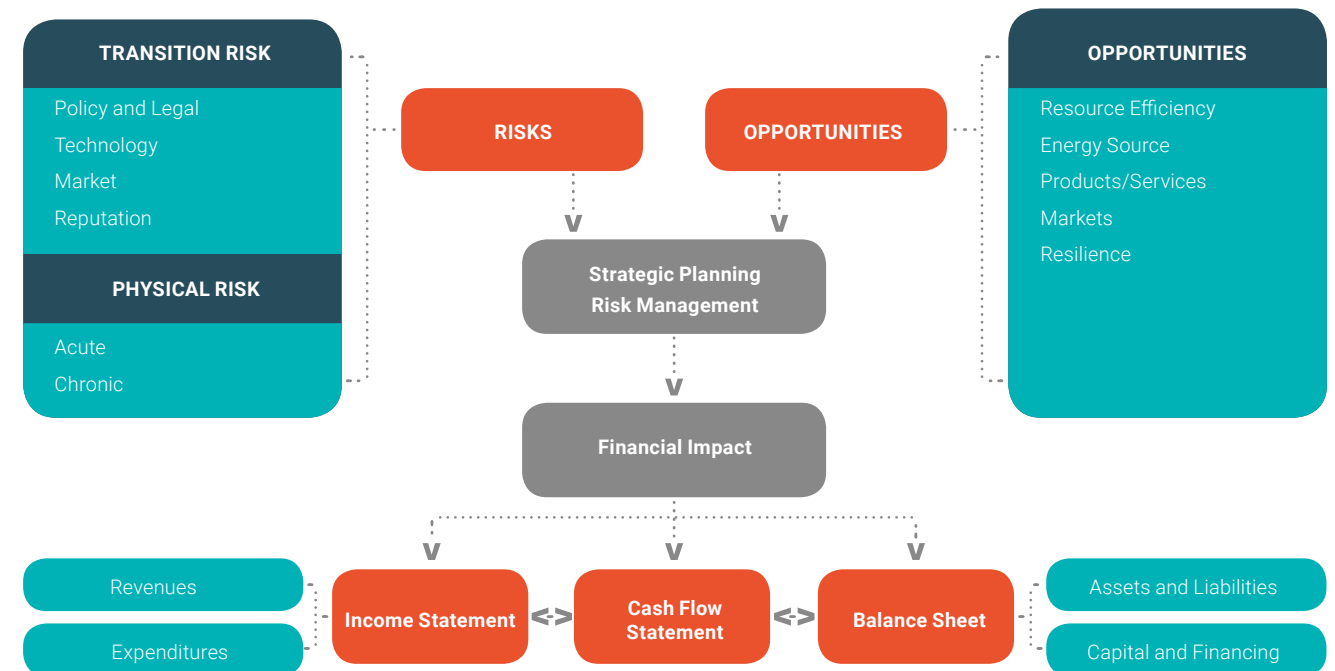 TRANSITION RISK
Policy and Legal
Technology
Market
Reputation
PHYSICAL RISK
Acute
Chronic
RISKS
OPPORTUNITIES
OPPORTUNITIES
Resource Efficiency
Energy Source
Products/Services
Markets
Resilience
Strategic Planning
Risk Management
Financial Impact
Revenues
Expenditures
Income Statement
Cash Flow
Statement
Balance Sheet
Assets and Liabilities
Capital and Financing